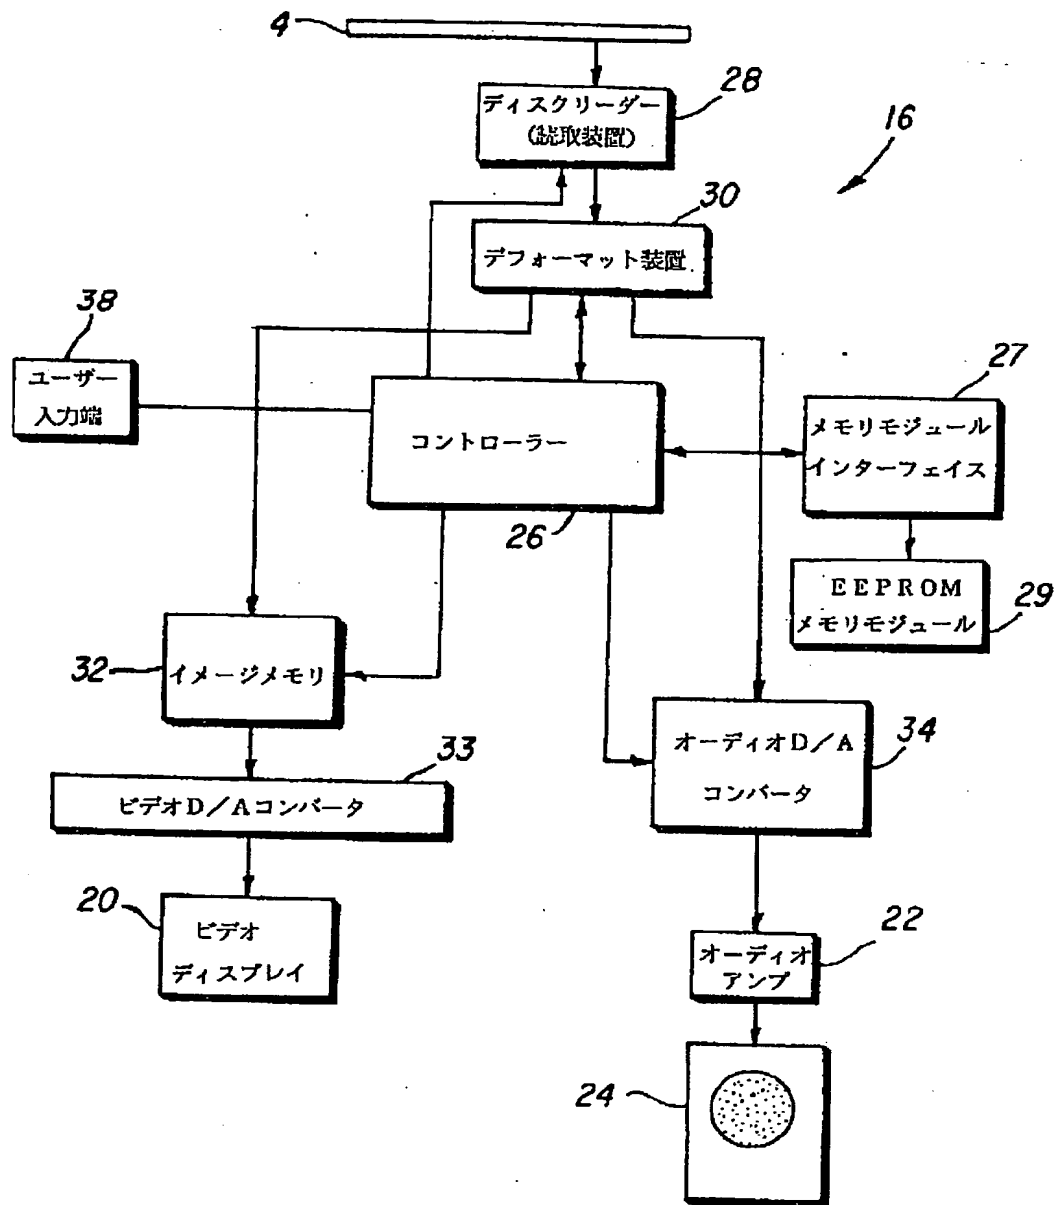 4
28
ディスクリーダー
(読取装置)
16
30
デフォーマット装置
38
ユーザー
入力端
27
コントローラー
メモリモジュール
インターフェイス
26
EEPROM
メモリモジュール
29
32
イメージメモリ
34
オーディオD/A
コンバータ
33
ビデオD/Aコンバータ
20
ビデオ
ディスプレイ
22
オーディオ
アンプ
24